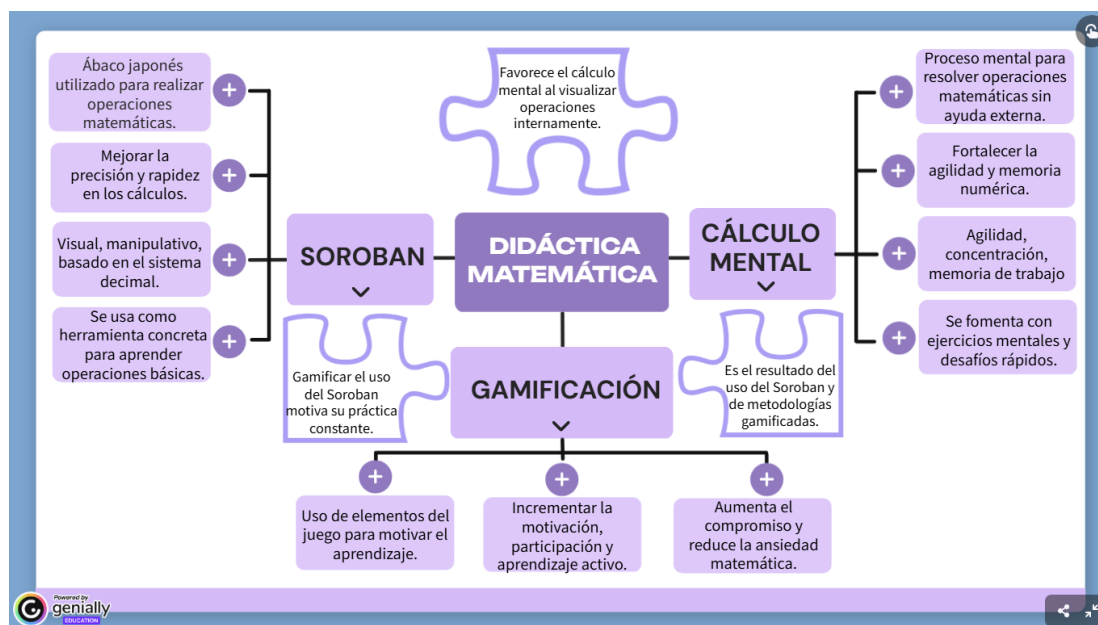 Ábaco japonés
utilizado para realizar
operaciones
matemáticas.
Mejorar la
precisión y rapidez
en los cálculos.
Visual, manipulativo,
basado en el sistema
decimal.
Se usa como
herramienta concreta
para aprender
operaciones básicas.
SOROBAN
Favorece el cálculo
mental al visualizar
operaciones
internamente.
DIDÁCTICA
MATEMÁTICA
CÁLCULO
MENTAL
Proceso mental para
resolver operaciones
matemáticas sin
ayuda externa.
Fortalecer la
agilidad y memoria
numérica.
Agilidad,
concentración,
memoria de trabajo
Se fomenta con
ejercicios mentales y
desafíos rápidos.
Gamificar el uso
del Soroban
motiva su práctica
constante.
GAMIFICACIÓN
Es el resultado del
uso del Soroban y
de metodologías
gamificadas.
Uso de elementos del
juego para motivar el
aprendizaje.
Incrementar la
motivación,
participación y
aprendizaje activo.
Aumenta el
compromiso y
reduce la ansiedad
matemática.
Powered by
genially
EDUCATION